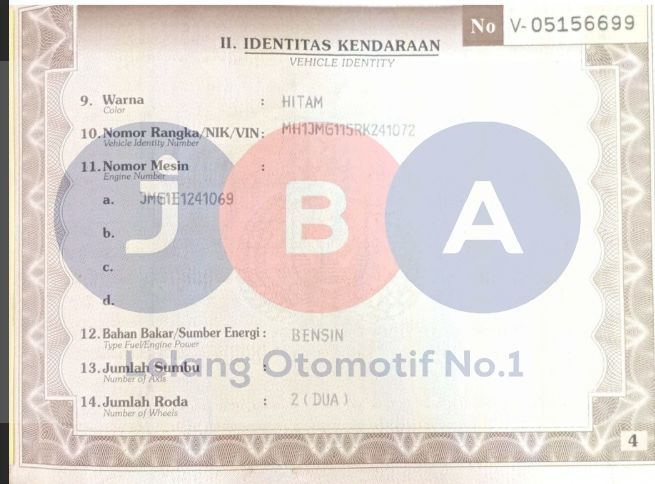 No V-05156699
II. IDENTITAS KENDARAAN
VEHICLE IDENTITY
9. Warna : HITAM
Color
10. Nomor Rangka/NIK/VIN : MH1JMG115RK241072
Vehicle Identity Number
11. Nomor Mesin :
Engine Number
a. JMG1E1241069
b.
c.
d.
j B A
12. Bahan Bakar/Sumber Energi : BENSIN
Type Fuel/Engine Power
Lelang Otomotif No.1
13. Jumlah Sumbu :
Number of Axis
14. Jumlah Roda : 2 ( DUA )
Number of Wheels
4